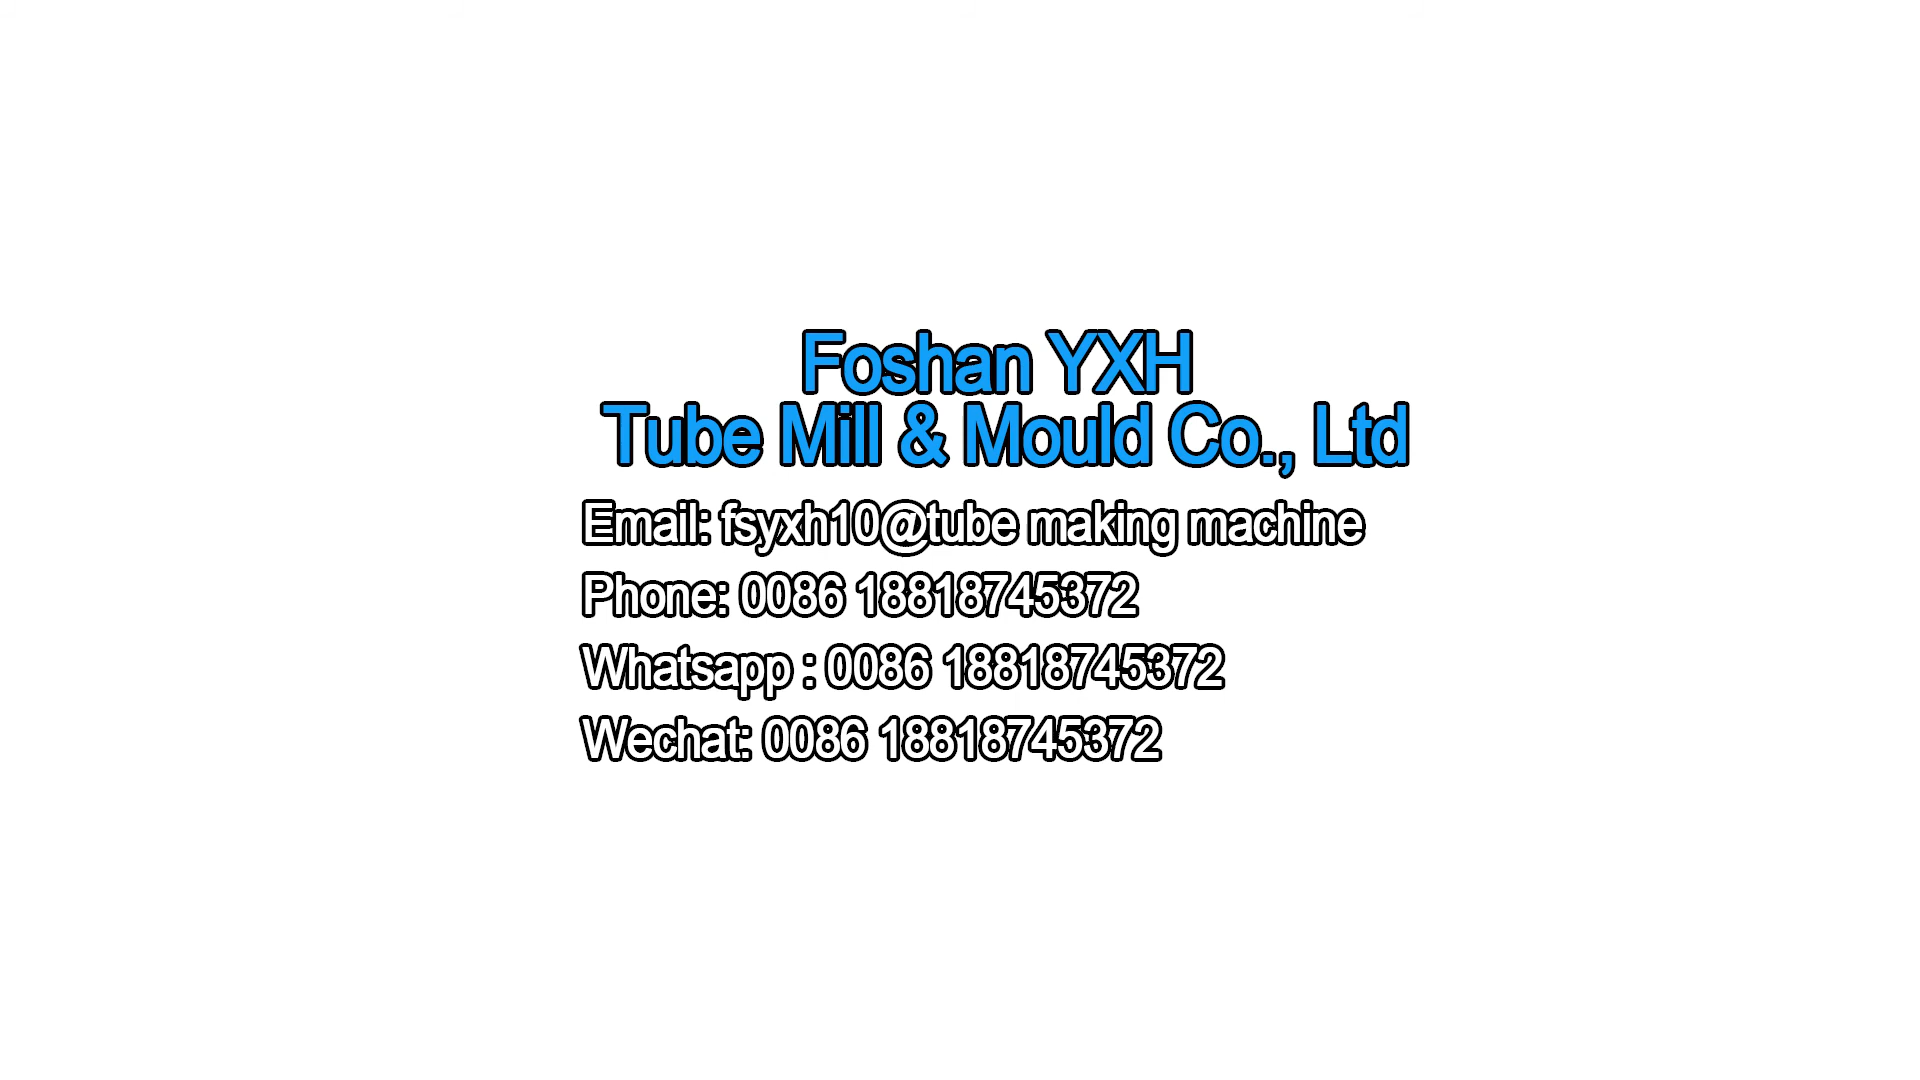 Foshan YXH
Tube Mill & Mould Co., Ltd
Email: fsyxh10@tube making machine
Phone: 0086 18818745372
Whatsapp : 0086 18818745372
Wechat: 0086 18818745372